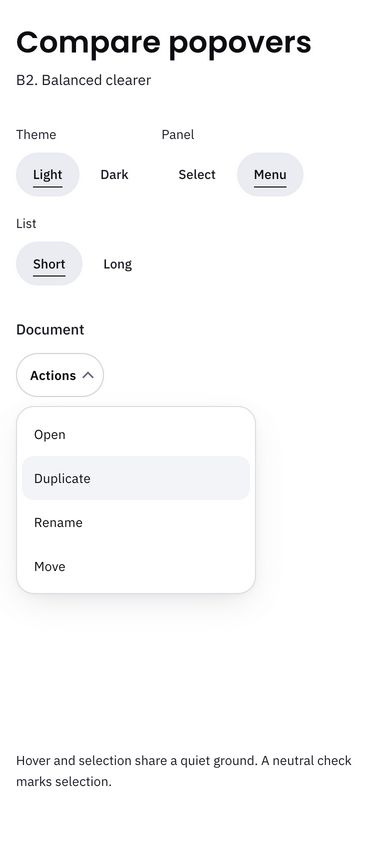 Compare popovers
B2. Balanced clearer
Theme Panel
Light Dark Select Menu
List
Short Long
Document
Actions
Open
Duplicate
Rename
Move
Hover and selection share a quiet ground. A neutral check
marks selection.